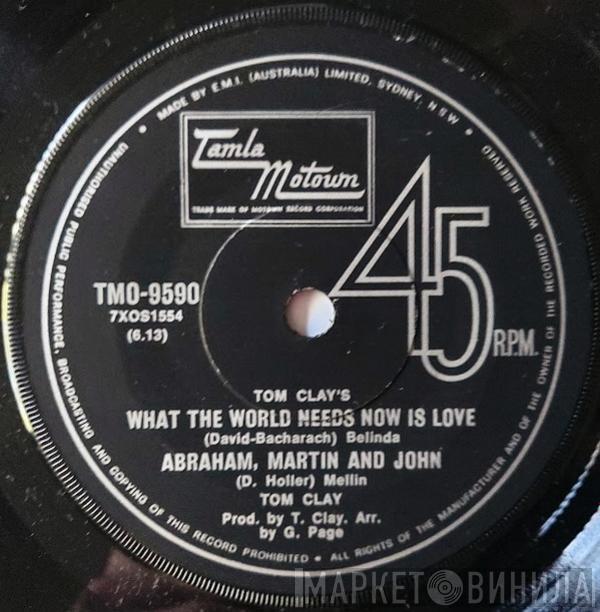 MADE BY E.M.I. (AUSTRALIA) LIMITED, SYDNEY, N.S.W.
Tamla
Motown
TRADE MARK OF MOTOWN RECORD CORPORATION
45
R.P.M.
TMO-9590
7XOS1554
(6.13)
TOM CLAY'S
WHAT THE WORLD NEEDS NOW IS LOVE
(David-Bacharach) Belinda
ABRAHAM, MARTIN AND JOHN
(D. Holler) Mellin
TOM CLAY
Prod. by T. Clay. Arr.
by G. Page
UNAUTHORISED PUBLIC PERFORMANCE, BROADCASTING AND COPYING OF THIS RECORD PROHIBITED • ALL RIGHTS OF THE MANUFACTURER AND OF THE OWNER OF THE RECORDED WORK RESERVED
МАРКЕТ ВИНИЛА